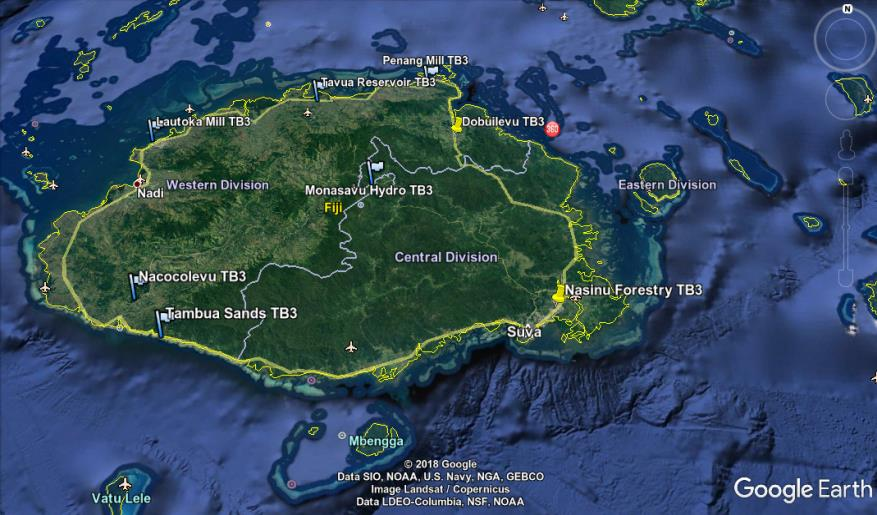 N
Penang Mill TB3
Tavua Reservoir TB3
Lautoka Mill TB3
Dobuilevu TB3
360
Nadi
Western Division
Monasavu Hydro TB3
Eastern Division
Fiji
Central Division
Nacocolevu TB3
Nasinu Forestry TB3
Tambua Sands TB3
Suva
Mbengga
Vatu Lele
© 2018 Google
Data SIO, NOAA, U.S. Navy, NGA, GEBCO
Image Landsat / Copernicus
Data LDEO-Columbia, NSF, NOAA
Google Earth